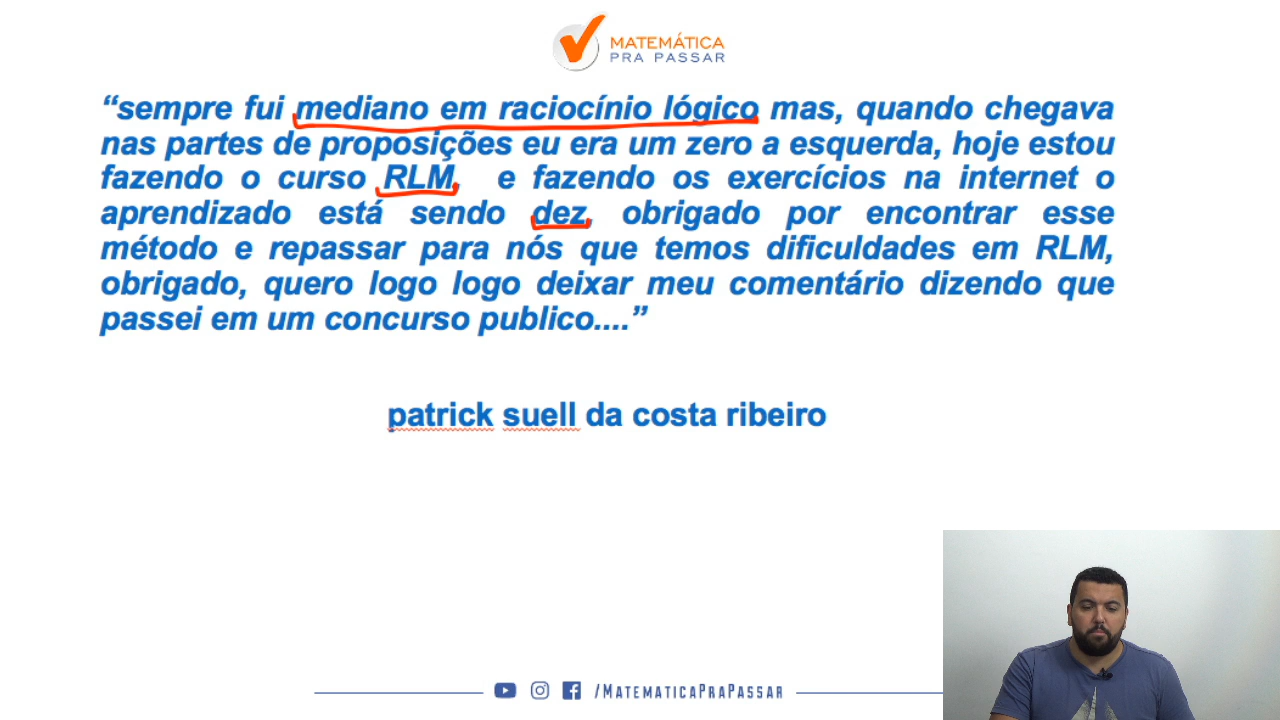 MATEMÁTICA
PRA PASSAR
“sempre fui mediano em raciocínio lógico mas, quando chegava
nas partes de proposições eu era um zero a esquerda, hoje estou
fazendo o curso RLM, e fazendo os exercícios na internet o
aprendizado está sendo dez, obrigado por encontrar esse
método e repassar para nós que temos dificuldades em RLM,
obrigado, quero logo logo deixar meu comentário dizendo que
passei em um concurso publico....”
patrick suell da costa ribeiro
/MATEMATICAPRAPASSAR